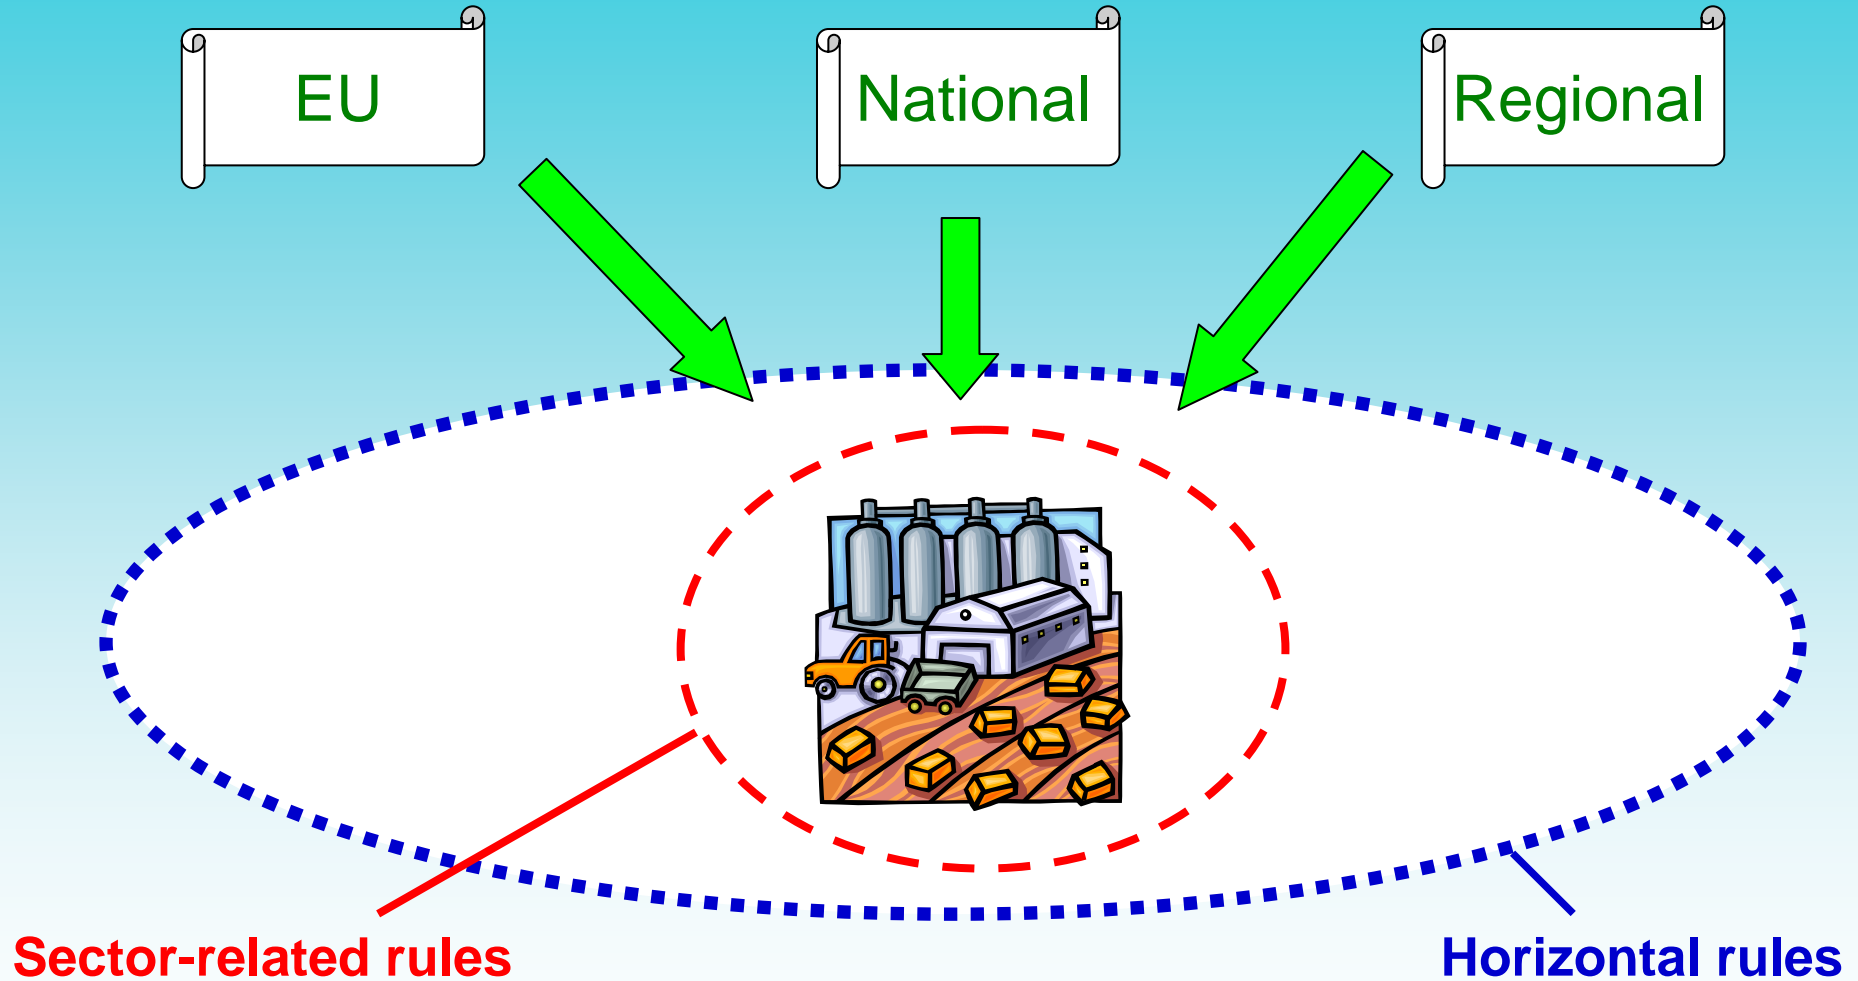 EU
National
Regional
Sector-related rules
Horizontal rules